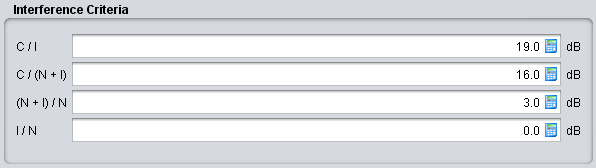 Interference Criteria
C / I 19.0 dB
C / (N + I) 16.0 dB
(N + I) / N 3.0 dB
I / N 0.0 dB